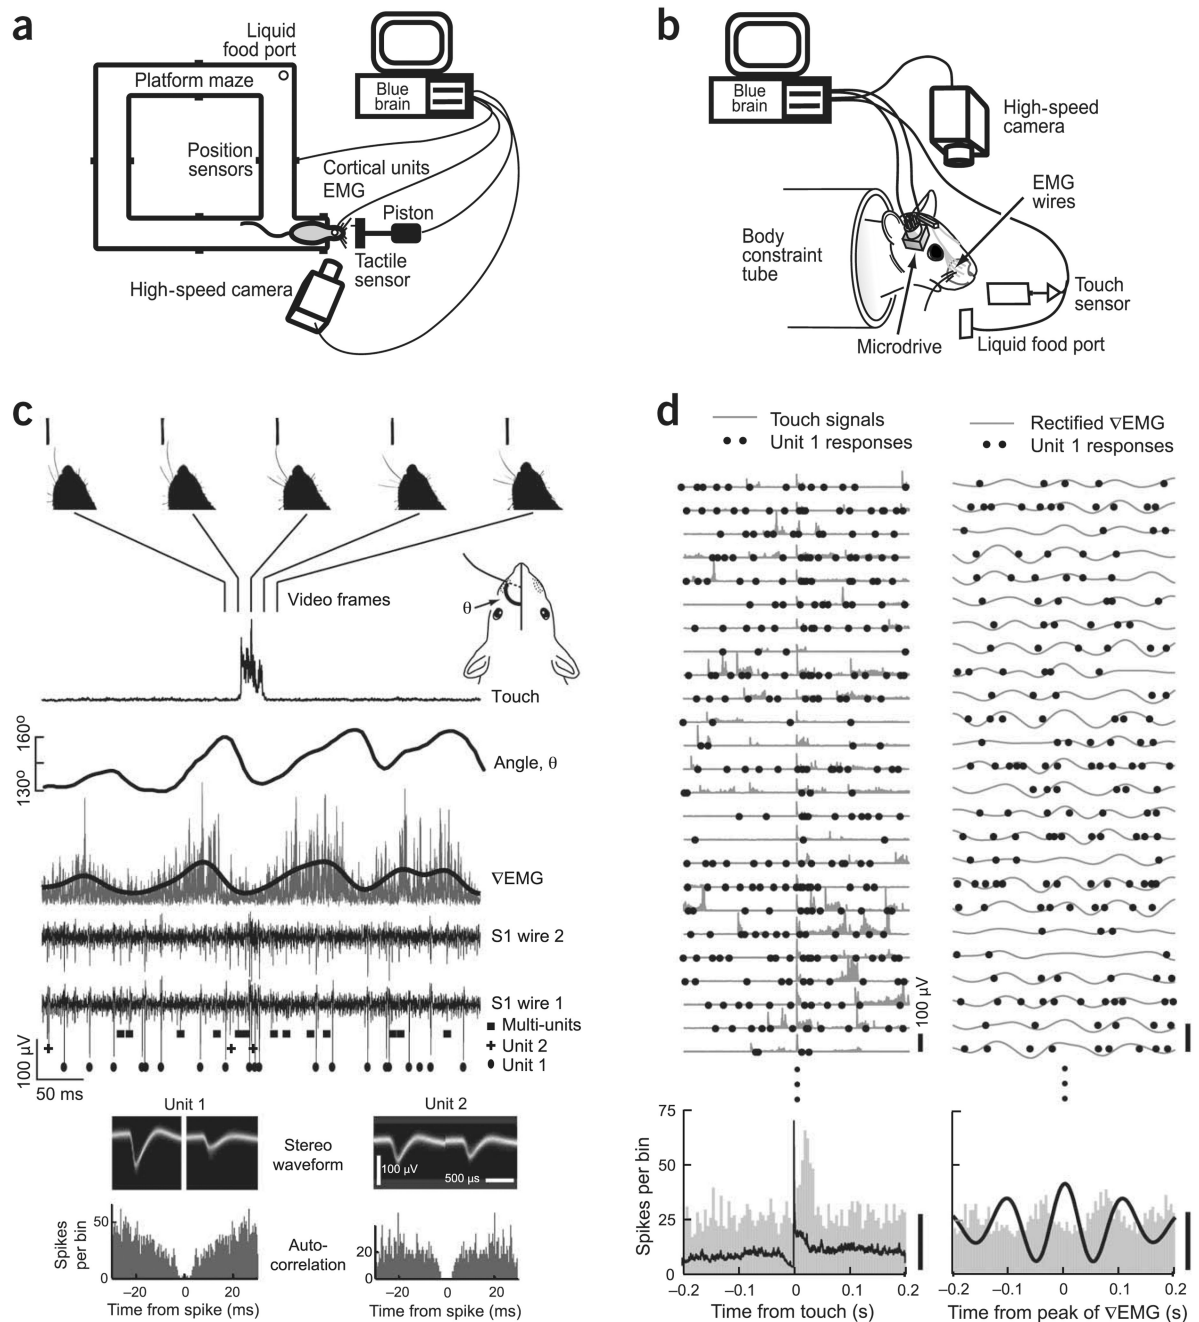 a
Liquid
food port
Platform maze
Position
sensors
Blue
brain
Cortical units
EMG
Piston
Tactile
sensor
High-speed camera
b
Blue
brain
High-speed
camera
EMG
wires
Body
constraint
tube
Touch
sensor
Microdrive
Liquid food port
c
Video frames
θ
Touch
160°
130°
Angle, θ
∇EMG
S1 wire 2
S1 wire 1
Multi-units
Unit 2
Unit 1
100 µV
50 ms
Unit 1
Unit 2
Stereo
waveform
100 µV
500 µs
Spikes
per bin
50
0
Auto-
correlation
20
0
–20 0 20
Time from spike (ms)
–20 0 20
Time from spike (ms)
d
Touch signals
Unit 1 responses
Rectified ∇EMG
Unit 1 responses
100 µV
Spikes per bin
75
50
25
0
–0.2 –0.1 0 0.1 0.2
Time from touch (s)
–0.2 –0.1 0 0.1 0.2
Time from peak of ∇EMG (s)